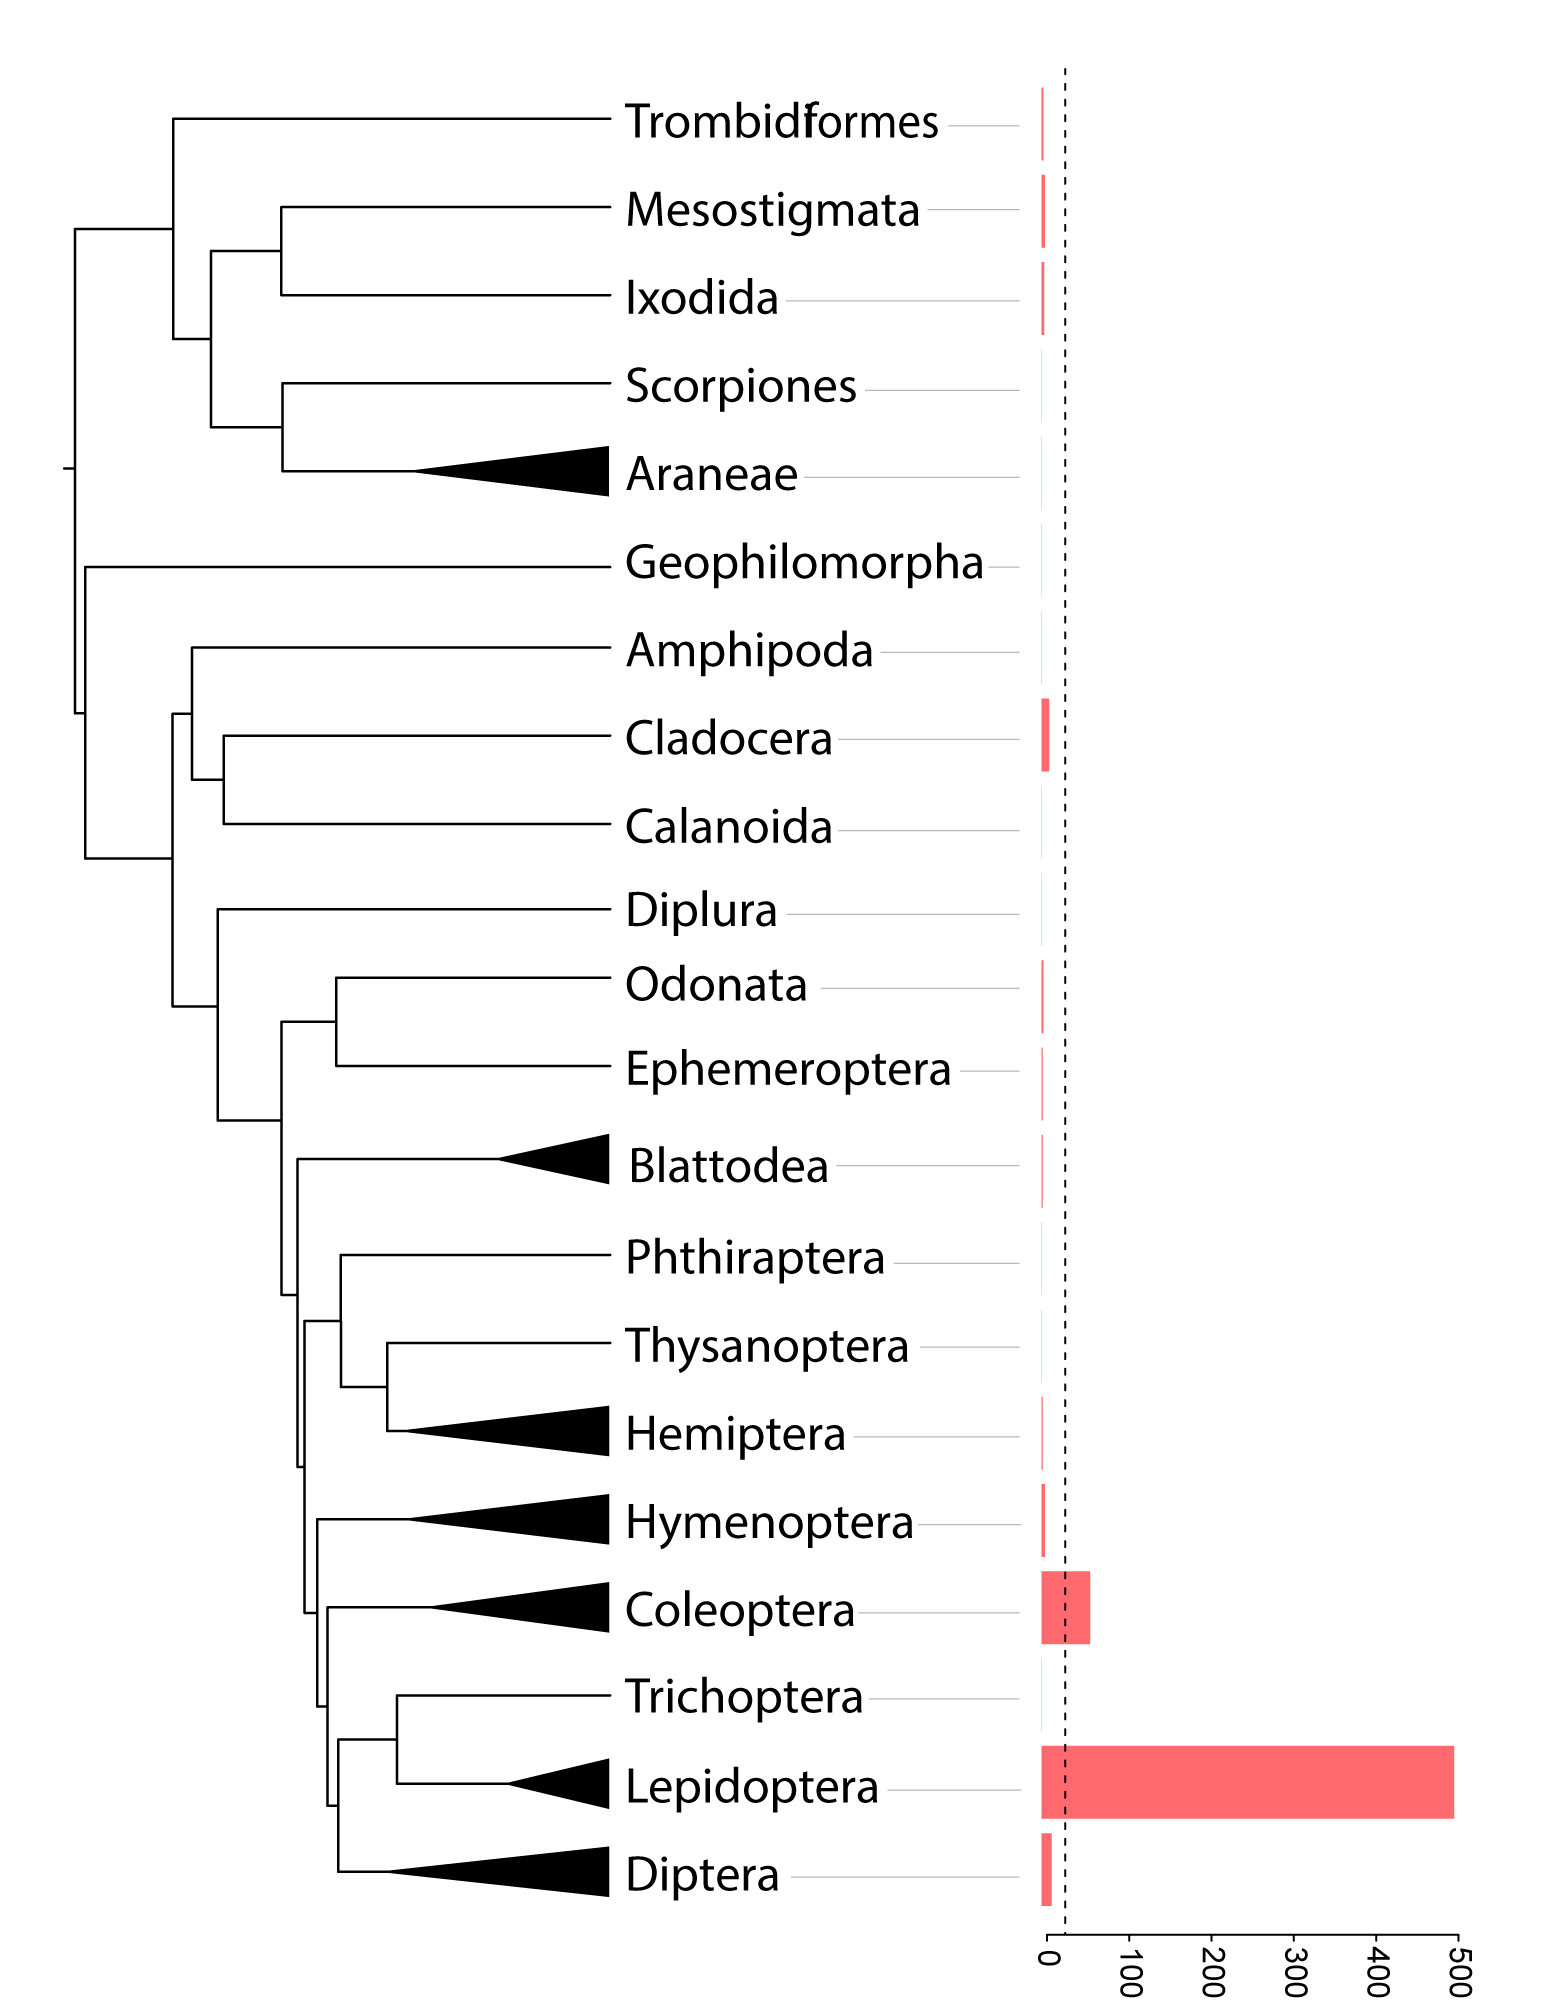 Trombidformes
Mesostigmata
Ixodida
Scorpiones
Araneae
Geophilomorpha
Amphipoda
Cladocera
Calanoida
Diplura
Odonata
Ephemeroptera
Blattodea
Phthiraptera
Thysanoptera
Hemiptera
Hymenoptera
Coleoptera
Trichoptera
Lepidoptera
Diptera
0 100 200 300 400 500